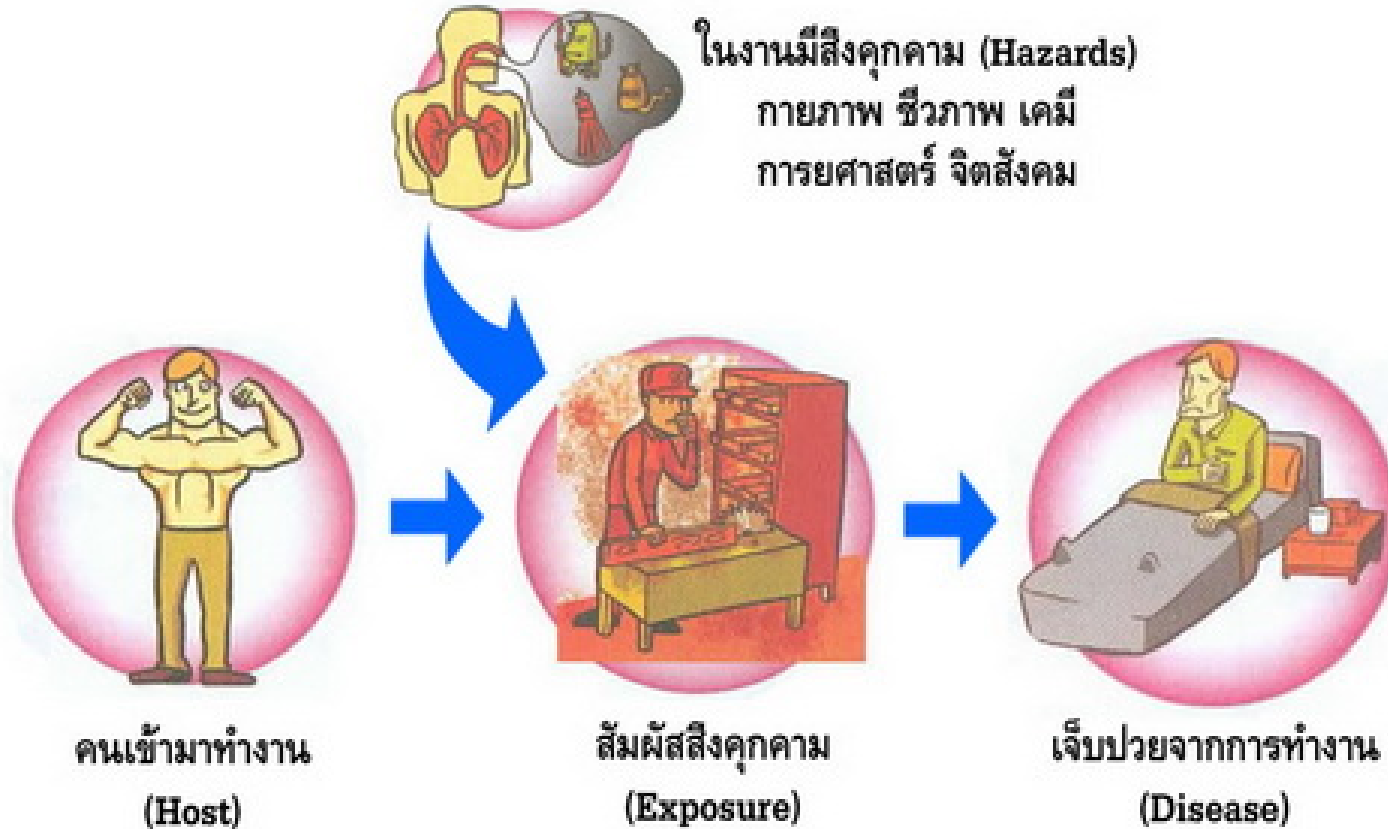 ในงานมีสิ่งคุกคาม (Hazards)
กายภาพ ชีวภาพ เคมี
การยศาสตร์ จิตสังคม
คนเข้ามาทำงาน
(Host)
สัมผัสสิ่งคุกคาม
(Exposure)
เจ็บป่วยจากการทำงาน
(Disease)